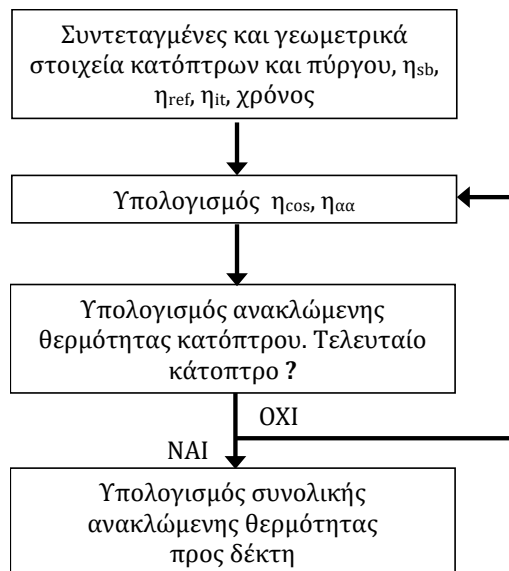 Συντεταγμένες και γεωμετρικά
στοιχεία κατόπτρων και πύργου, ηsb,
ηref, ηit, χρόνος
Υπολογισμός ηcos, ηαα
Υπολογισμός ανακλώμενης
θερμότητας κατόπτρου. Τελευταίο
κάτοπτρο ?
ΟΧΙ
ΝΑΙ
Υπολογισμός συνολικής
ανακλώμενης θερμότητας
προς δέκτη